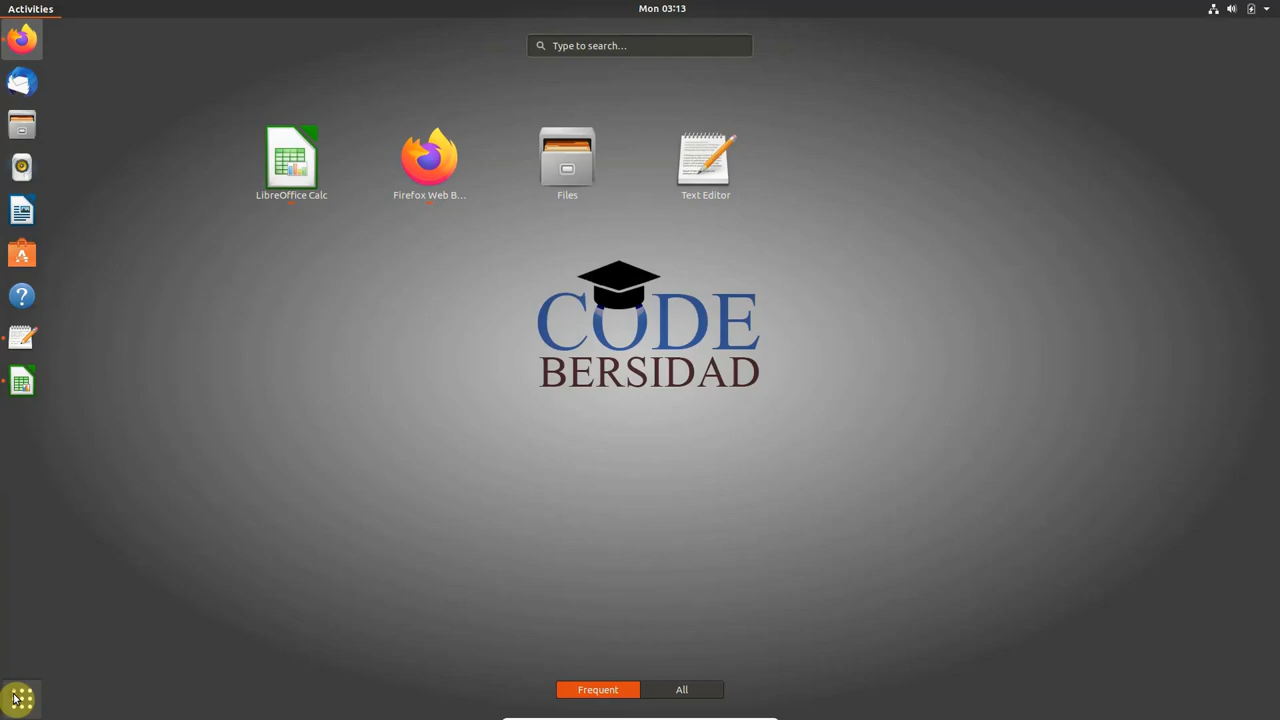 Activities
Mon 03:13
Type to search...
LibreOffice Calc
Firefox Web B...
Files
Text Editor
CODE
BERSIDAD
Frequent
All